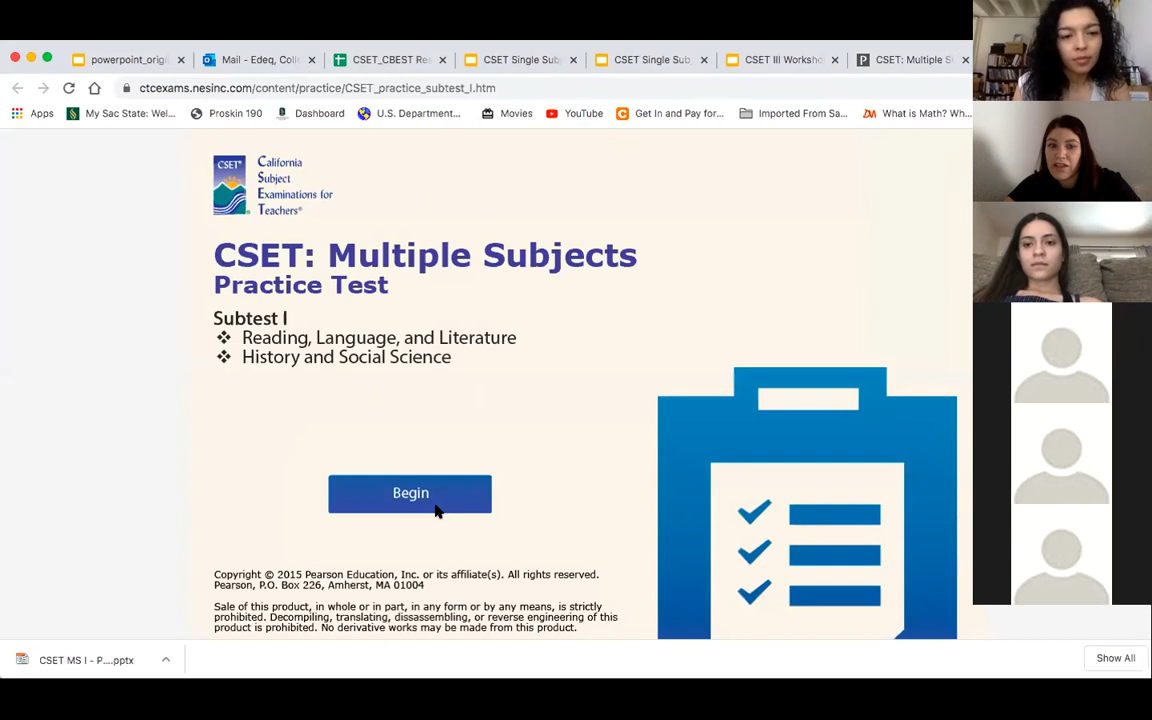 powerpoint_orig
Mail - Edeq, Coll
CSET_CBEST Res
CSET Single Sub
CSET Single Sub
CSET III Worksho
CSET: Multiple S
ctcexams.nesinc.com/content/practice/CSET_practice_subtest_I.htm
Apps
My Sac State: Wel...
Proskin 190
Dashboard
U.S. Department...
Movies
YouTube
Get In and Pay for...
Imported From Sa...
What is Math? Wh...
CSET®
California
Subject
Examinations for
Teachers®
CSET: Multiple Subjects
Practice Test
Subtest I
❖ Reading, Language, and Literature
❖ History and Social Science
Begin
Copyright © 2015 Pearson Education, Inc. or its affiliate(s). All rights reserved.
Pearson, P.O. Box 226, Amherst, MA 01004
Sale of this product, in whole or in part, in any form or by any means, is strictly
prohibited. Decompiling, translating, dissassembling, or reverse engineering of this
product is prohibited. No derivative works may be made from this product.
CSET MS I - P....pptx
Show All